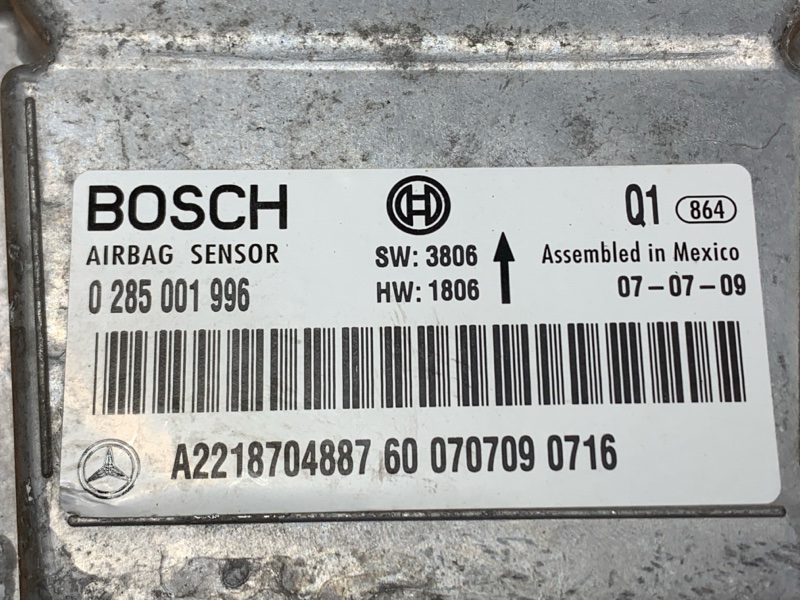 BOSCH
Q1 864
AIRBAG SENSOR
SW: 3806
Assembled in Mexico
0 285 001 996
HW: 1806
07-07-09
A2218704887 60 070709 0716